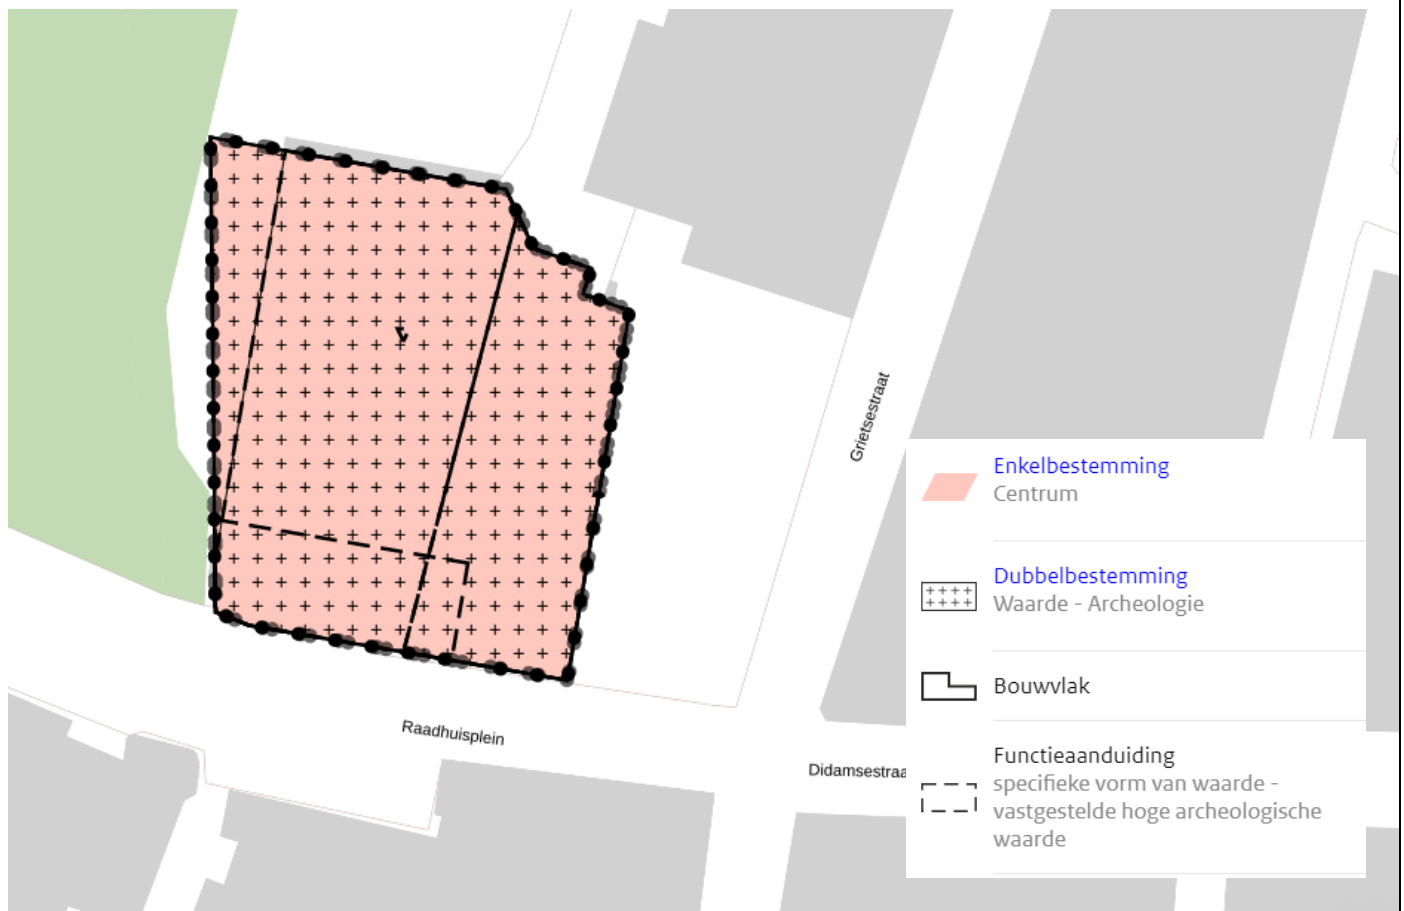 Grietsestraat
Raadhuisplein
Didamsestraa
Enkelbestemming
Centrum
Dubbelbestemming
Waarde - Archeologie
Bouwvlak
Functieaanduiding
specifieke vorm van waarde -
vastgestelde hoge archeologische
waarde